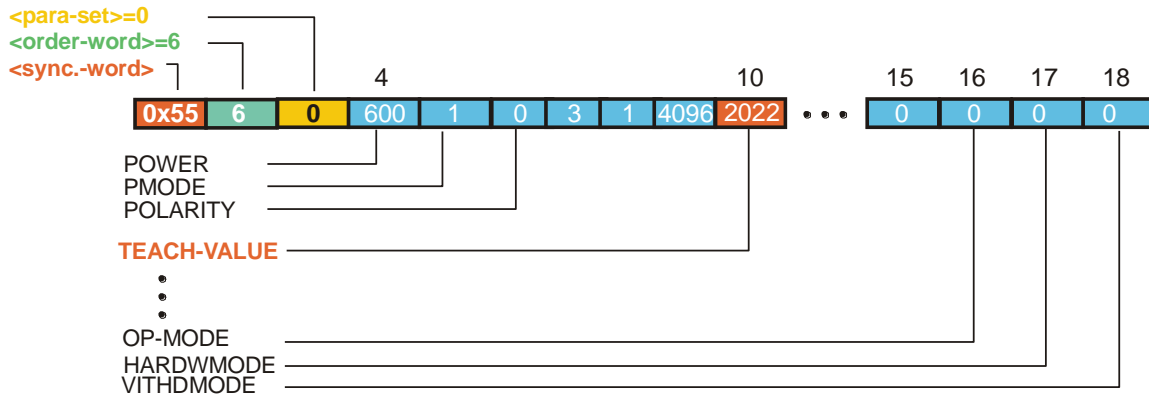 <para-set>=0
<order-word>=6
<sync.-word>
4 10 15 16 17 18
0x55 6 0 600 1 0 3 1 4096 2022 0 0 0 0
POWER
PMODE
POLARITY
TEACH-VALUE
OP-MODE
HARDWMODE
VITHDMODE